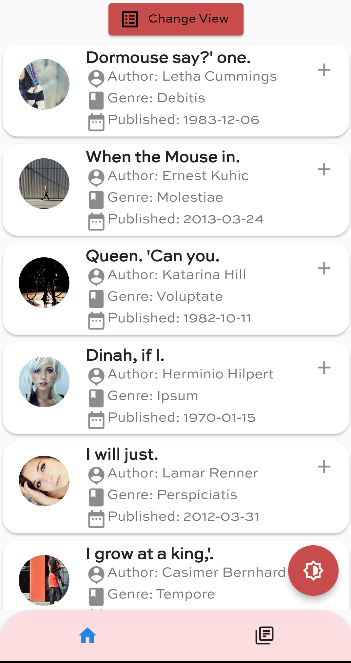 Change View
Dormouse say?' one.
Author: Letha Cummings
Genre: Debitis
Published: 1983-12-06
When the Mouse in.
Author: Ernest Kuhic
Genre: Molestiae
Published: 2013-03-24
Queen. 'Can you.
Author: Katarina Hill
Genre: Voluptate
Published: 1982-10-11
Dinah, if I.
Author: Herminio Hilpert
Genre: Ipsum
Published: 1970-01-15
I will just.
Author: Lamar Renner
Genre: Perspiciatis
Published: 2012-03-31
I grow at a king,'.
Author: Casimer Bernhard
Genre: Tempore